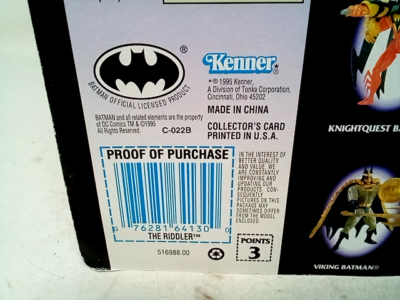 BATMAN OFFICIAL LICENSED PRODUCT
BATMAN and all related elements are the property
of DC Comics TM & ©1995
All Rights Reserved.
C-022B
Kenner
® * 1995 Kenner,
A Division of Tonka Corporation,
Cincinnati, Ohio 45202
MADE IN CHINA
COLLECTOR'S CARD
PRINTED IN U.S.A.
PROOF OF PURCHASE
0 76281 64130 0
THE RIDDLER™
516988.00
IN THE INTEREST OF
BETTER QUALITY
AND VALUE, WE
ARE CONSTANTLY
IMPROVING AND
UPDATING OUR
PRODUCTS.
CONSEQUENTLY
PICTURES ON THIS
PACKAGE MAY
SOMETIMES DIFFER
FROM THE MODEL
ENCLOSED.
POINTS
3
KNIGHTQUEST B
VIKING BATMAN®